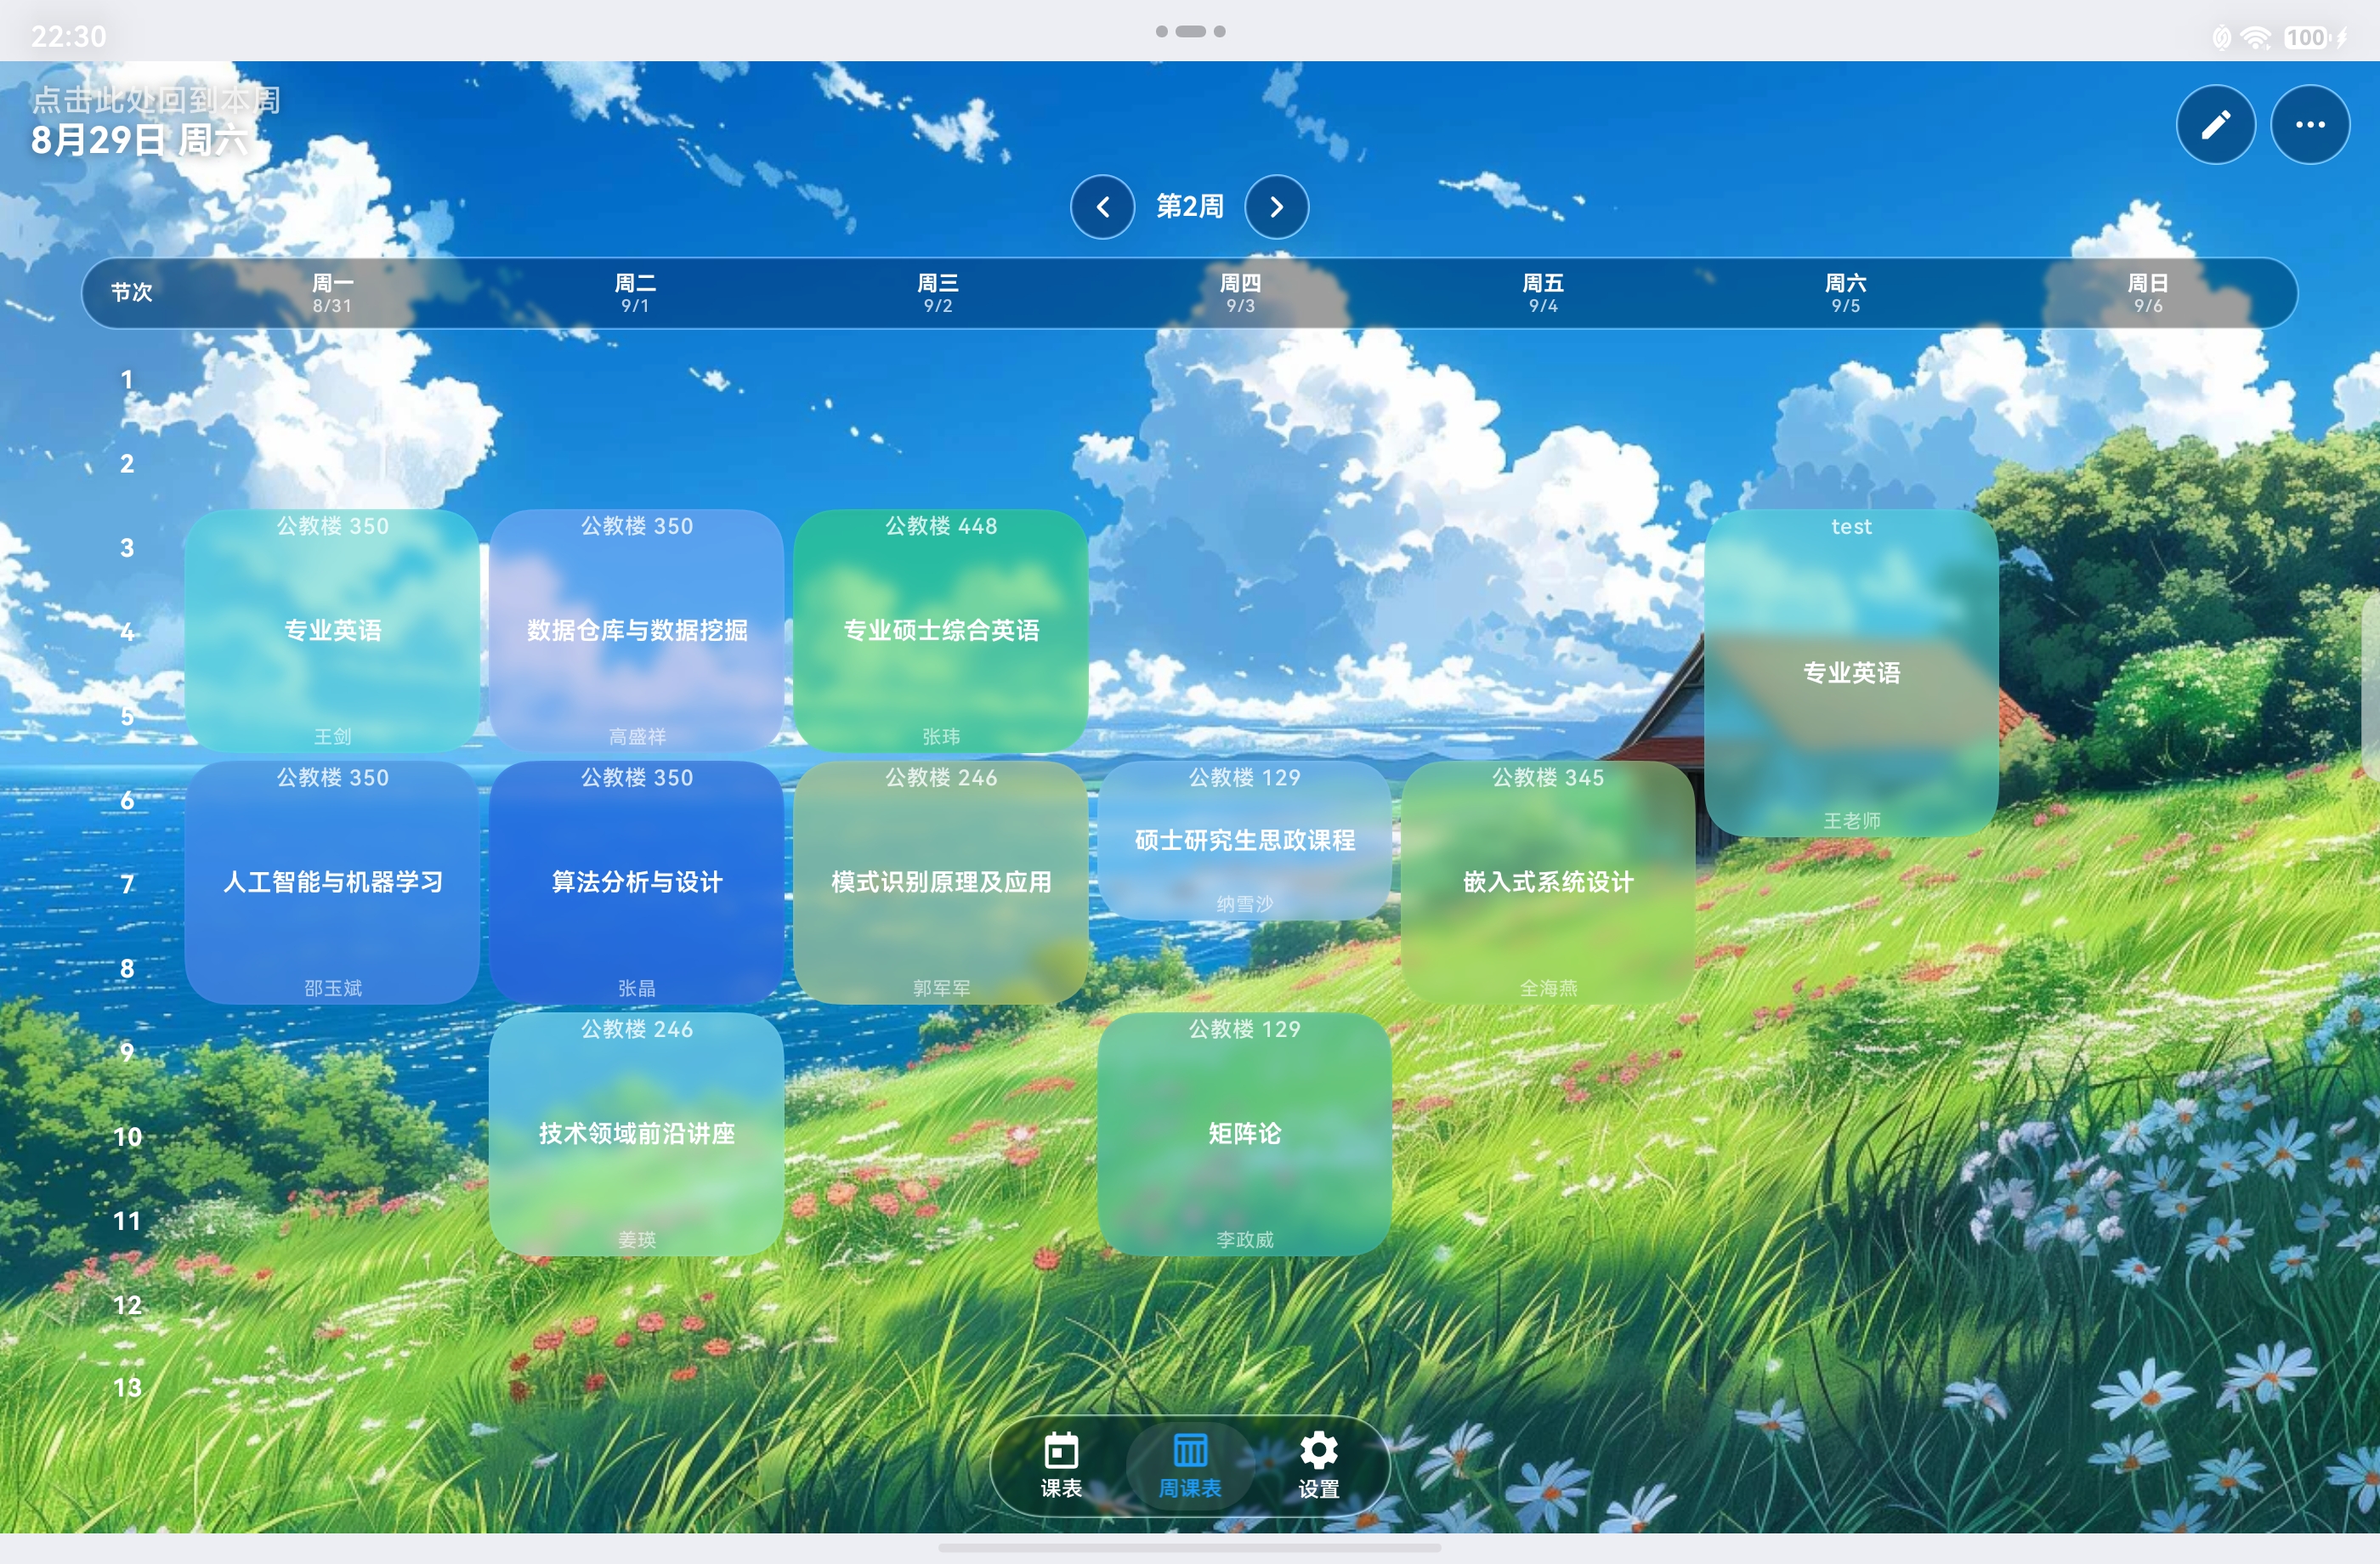 22:30
100
点击此处回到本周
8月29日 周六
第2周
节次
周一
8/31
周二
9/1
周三
9/2
周四
9/3
周五
9/4
周六
9/5
周日
9/6
1
2
3
4
5
6
7
8
9
10
11
12
13
公教楼 350
专业英语
王剑
公教楼 350
数据仓库与数据挖掘
高盛祥
公教楼 448
专业硕士综合英语
张玮
test
专业英语
王老师
公教楼 350
人工智能与机器学习
邵玉斌
公教楼 350
算法分析与设计
张晶
公教楼 246
模式识别原理及应用
郭军军
公教楼 129
硕士研究生思政课程
纳雪沙
公教楼 345
嵌入式系统设计
全海燕
公教楼 246
技术领域前沿讲座
姜瑛
公教楼 129
矩阵论
李政威
课表
周课表
设置